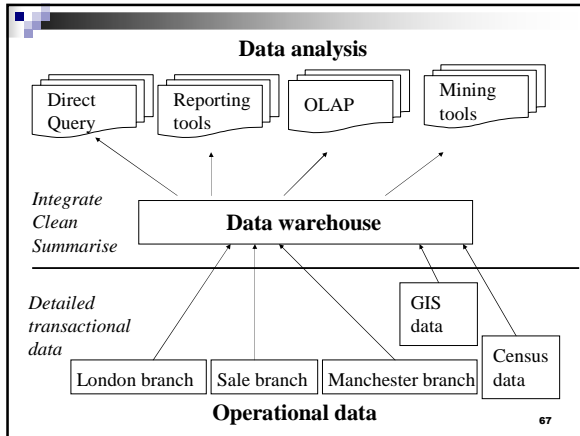 Data analysis
Direct
Query
Reporting
tools
OLAP
Mining
tools
Integrate
Clean
Summarise
Data warehouse
Detailed
transactional
data
GIS
data
Census
data
London branch
Sale branch
Manchester branch
Operational data
67